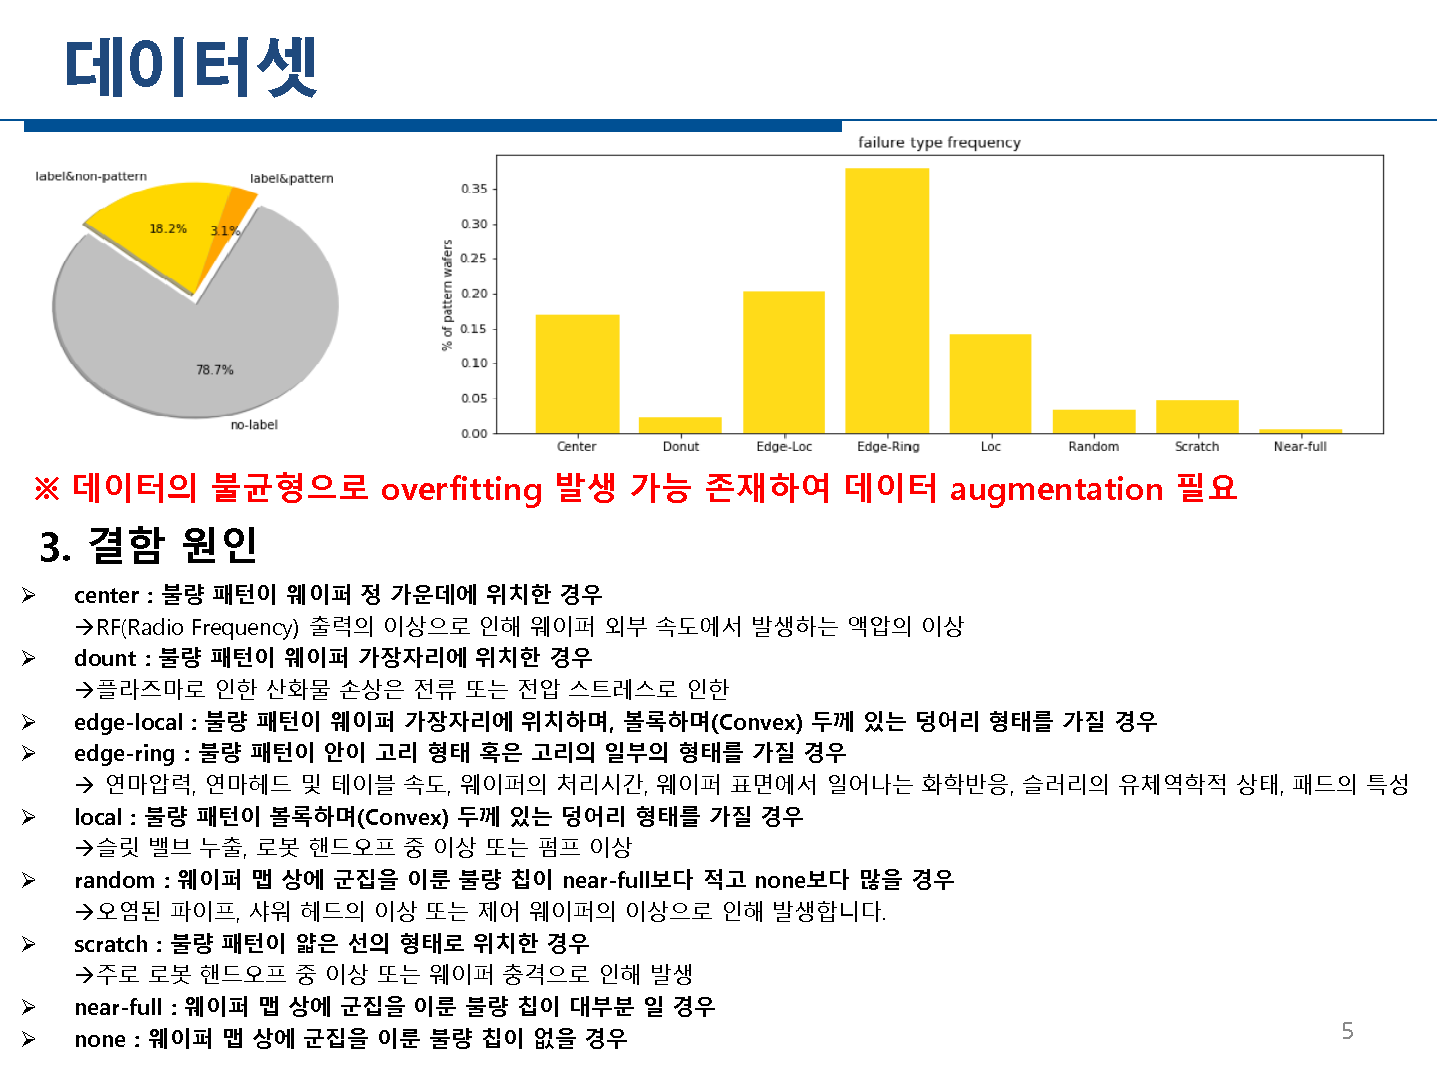 데이터셋
label&non-pattern
label&pattern
18.2%
3.1%
78.7%
no-label
failure type frequency
% of pattern wafers
0.35
0.30
0.25
0.20
0.15
0.10
0.05
0.00
Center Donut Edge-Loc Edge-Ring Loc Random Scratch Near-full
※ 데이터의 불균형으로 overfitting 발생 가능 존재하여 데이터 augmentation 필요
3. 결함 원인
➢ center : 불량 패턴이 웨이퍼 정 가운데에 위치한 경우
→RF(Radio Frequency) 출력의 이상으로 인해 웨이퍼 외부 속도에서 발생하는 액압의 이상
➢ dount : 불량 패턴이 웨이퍼 가장자리에 위치한 경우
→플라즈마로 인한 산화물 손상은 전류 또는 전압 스트레스로 인한
➢ edge-local : 불량 패턴이 웨이퍼 가장자리에 위치하며, 볼록하며(Convex) 두께 있는 덩어리 형태를 가질 경우
➢ edge-ring : 불량 패턴이 안이 고리 형태 혹은 고리의 일부의 형태를 가질 경우
→ 연마압력, 연마헤드 및 테이블 속도, 웨이퍼의 처리시간, 웨이퍼 표면에서 일어나는 화학반응, 슬러리의 유체역학적 상태, 패드의 특성
➢ local : 불량 패턴이 볼록하며(Convex) 두께 있는 덩어리 형태를 가질 경우
→슬릿 밸브 누출, 로봇 핸드오프 중 이상 또는 펌프 이상
➢ random : 웨이퍼 맵 상에 군집을 이룬 불량 칩이 near-full보다 적고 none보다 많을 경우
→오염된 파이프, 샤워 헤드의 이상 또는 제어 웨이퍼의 이상으로 인해 발생합니다.
➢ scratch : 불량 패턴이 얇은 선의 형태로 위치한 경우
→주로 로봇 핸드오프 중 이상 또는 웨이퍼 충격으로 인해 발생
➢ near-full : 웨이퍼 맵 상에 군집을 이룬 불량 칩이 대부분 일 경우
➢ none : 웨이퍼 맵 상에 군집을 이룬 불량 칩이 없을 경우
5